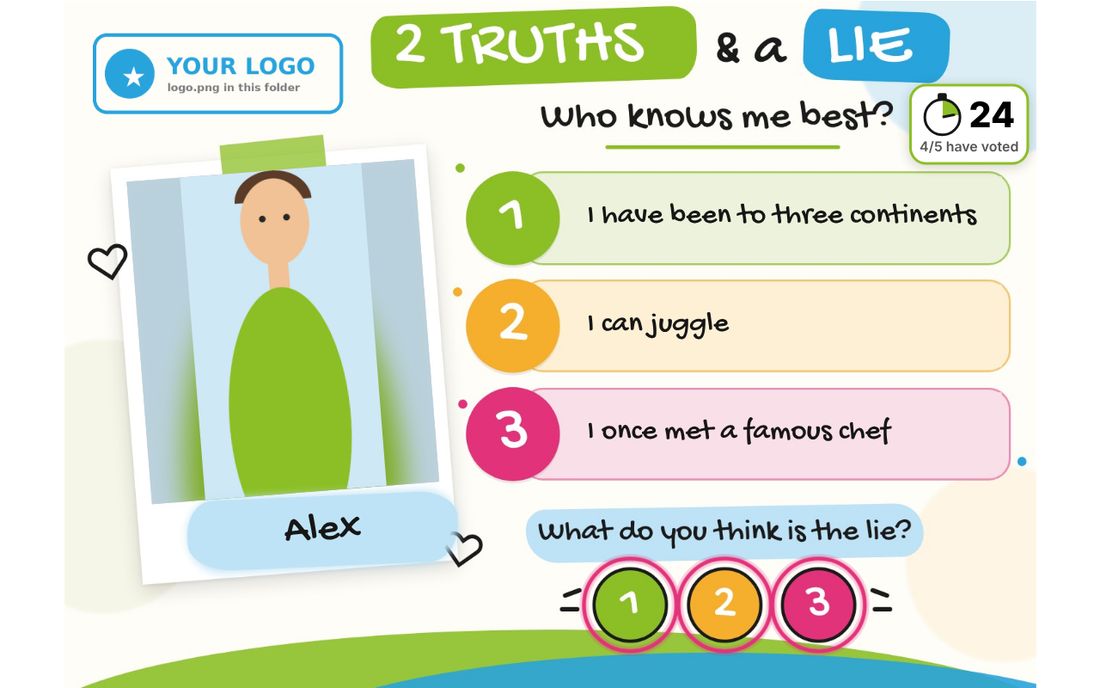 YOUR LOGO
logo.png in this folder
2 TRUTHS & a LIE
Who knows me best?
24
4/5 have voted
1 I have been to three continents
2 I can juggle
3 I once met a famous chef
Alex
What do you think is the lie?
1 2 3